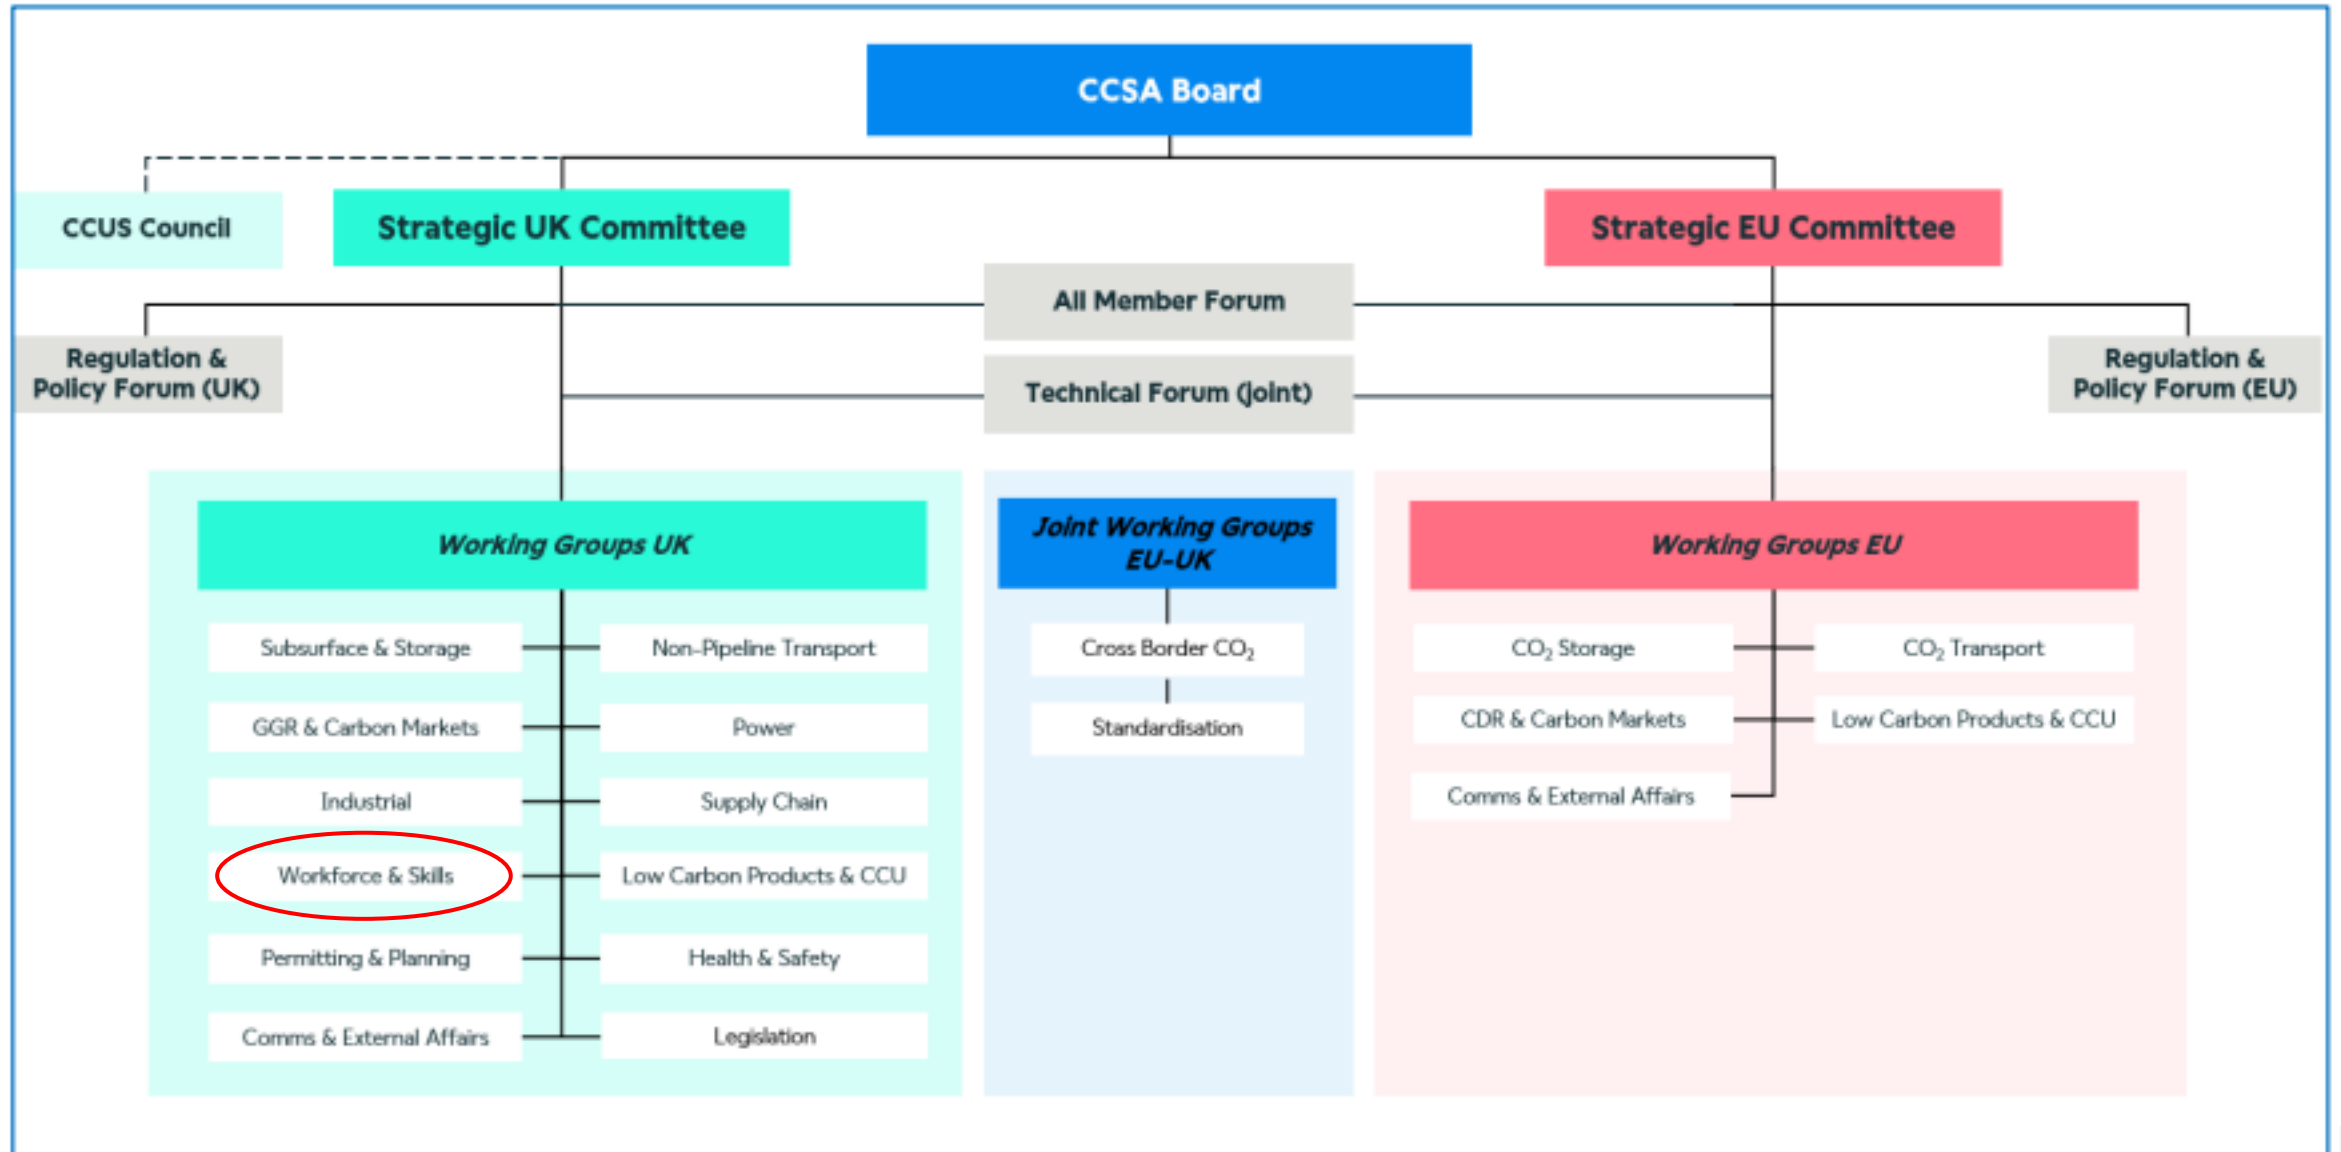 CCSA Board
CCUS Council
Strategic UK Committee
Strategic EU Committee
All Member Forum
Regulation &
Policy Forum (UK)
Regulation &
Policy Forum (EU)
Technical Forum (joint)
Working Groups UK
Joint Working Groups
EU-UK
Working Groups EU
Subsurface & Storage
Non-Pipeline Transport
GGR & Carbon Markets
Power
Industrial
Supply Chain
Workforce & Skills
Low Carbon Products & CCU
Permitting & Planning
Health & Safety
Comms & External Affairs
Legislation
Cross Border CO₂
Standardisation
CO₂ Storage
CO₂ Transport
CDR & Carbon Markets
Low Carbon Products & CCU
Comms & External Affairs